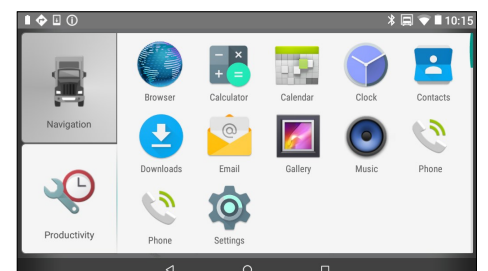 10:15
Browser
Calculator
Calendar
Clock
Contacts
Navigation
Downloads
Email
Gallery
Music
Phone
Productivity
Phone
Settings